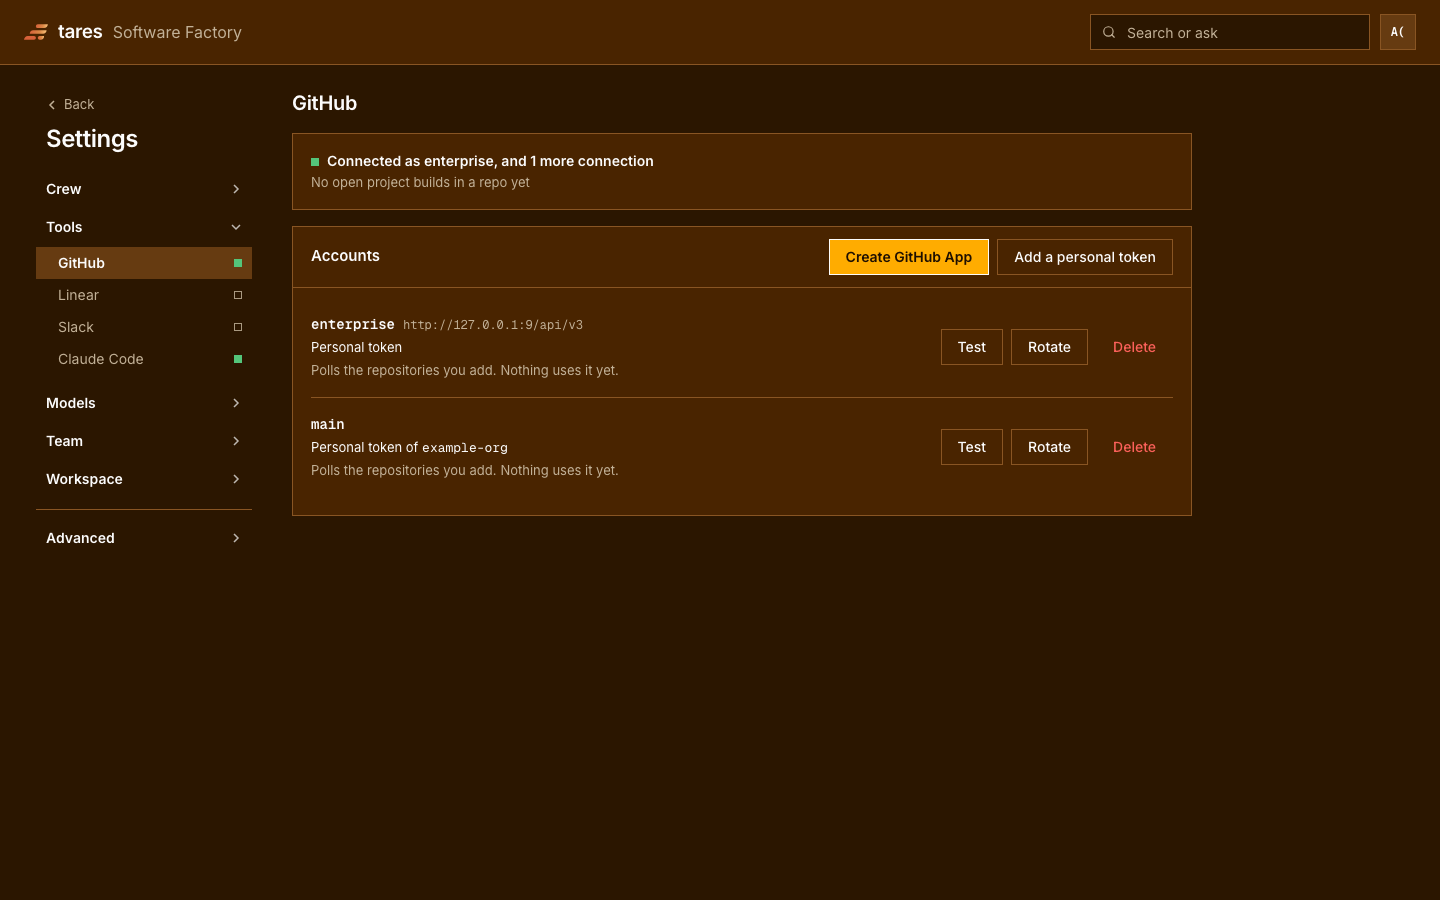 tares Software Factory
Search or ask
A(
Back
Settings
Crew
Tools
GitHub
Linear
Slack
Claude Code
Models
Team
Workspace
Advanced
GitHub
Connected as enterprise, and 1 more connection
No open project builds in a repo yet
Accounts
Create GitHub App
Add a personal token
enterprise http://127.0.0.1:9/api/v3
Personal token
Polls the repositories you add. Nothing uses it yet.
Test
Rotate
Delete
main
Personal token of example-org
Polls the repositories you add. Nothing uses it yet.
Test
Rotate
Delete